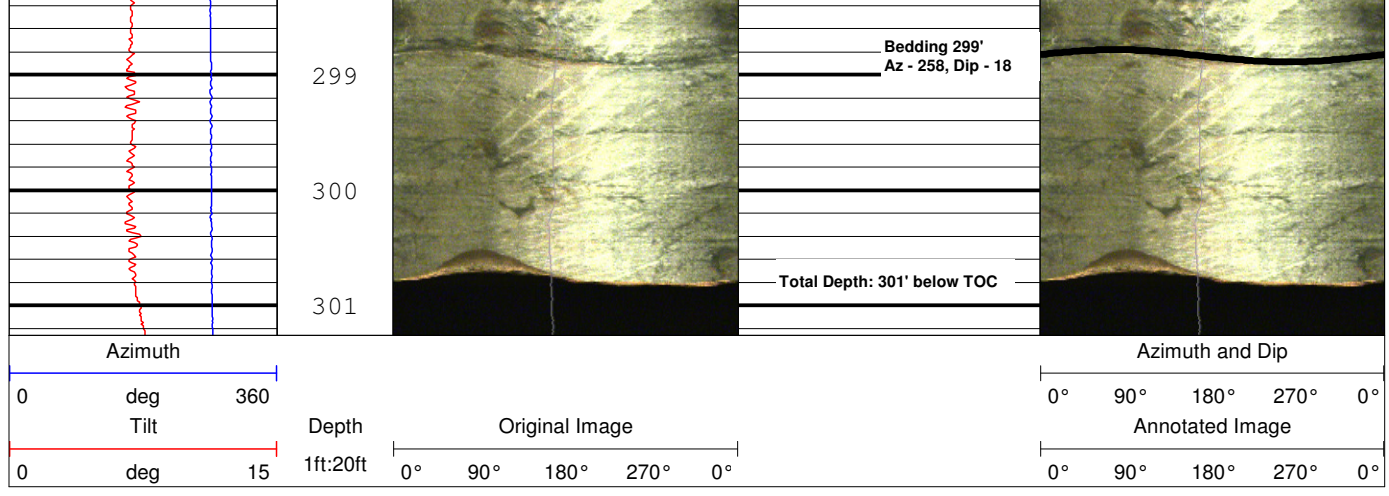 Bedding 299'
Az - 258, Dip - 18
299
300
Total Depth: 301' below TOC
301
Azimuth
0 deg 360
Tilt
0 deg 15
Depth
1ft:20ft
Original Image
0° 90° 180° 270° 0°
Azimuth and Dip
0° 90° 180° 270° 0°
Annotated Image
0° 90° 180° 270° 0°